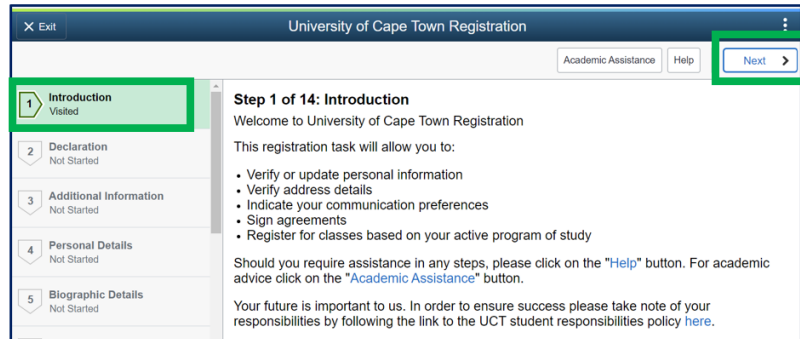 Exit
University of Cape Town Registration
Academic Assistance
Help
Next
1
Introduction
Visited
2
Declaration
Not Started
3
Additional Information
Not Started
4
Personal Details
Not Started
5
Biographic Details
Not Started
Step 1 of 14: Introduction
Welcome to University of Cape Town Registration
This registration task will allow you to:
• Verify or update personal information
• Verify address details
• Indicate your communication preferences
• Sign agreements
• Register for classes based on your active program of study
Should you require assistance in any steps, please click on the "Help" button. For academic
advice click on the "Academic Assistance" button.
Your future is important to us. In order to ensure success please take note of your
responsibilities by following the link to the UCT student responsibilities policy here.